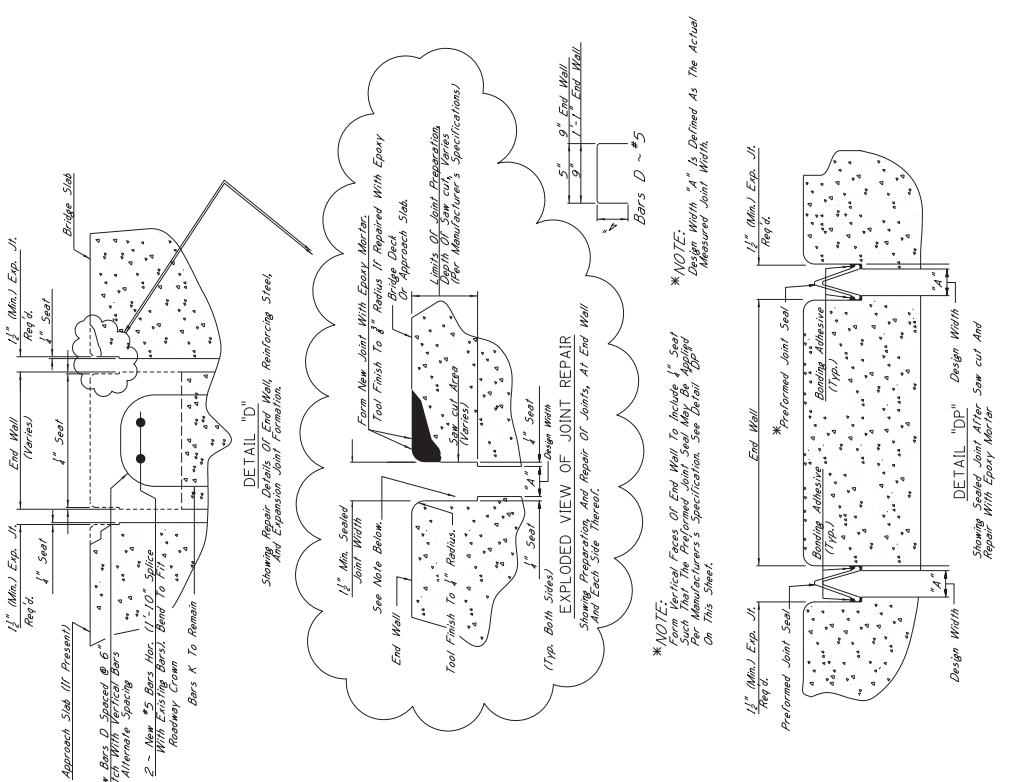 1½" (Min.) Exp. Jt.
Req'd.
¼" Seat
End Wall
(Varies)
¼" Seat
1½" (Min.) Exp. Jt.
Req'd.
¼" Seat
Bridge Slab
Approach Slab (If Present)
Bars D Spaced @ 6"
With Vertical Bars
Alternate Spacing
2 ~ New #5 Bars Hor. (1'-10" Splice
With Existing Bars), Bend To Fit
Roadway Crown
Bars K To Remain
DETAIL "D"
Showing Repair Details Of End Wall, Reinforcing Steel,
And Expansion Joint Formation.
1½" Min. Sealed
Joint Width
See Note Below.
End Wall
Tool Finish To ¼" Radius.
Form New Joint With Epoxy Mortar.
Tool Finish To ⅜" Radius If Repaired With Epoxy
Bridge Deck
Or Approach Slab.
Limits Of Joint Preparation.
Depth Of Saw cut, Varies
(Per Manufacturer's Specifications)
Saw cut Area
(Varies)
¼" Seat
"A"
Design Width
¼" Seat
(Typ. Both Sides)
EXPLODED VIEW OF JOINT REPAIR
Showing Preparation, And Repair Of Joints, At End Wall
And Each Side Thereof.
5" 9" End Wall
9" 1'-1" End Wall
Bars D ~ #5
*NOTE:
Form Vertical Faces Of End Wall To Include ¼" Seat
Such That The Preformed Joint Seal May Be Applied
Per Manufacturers's Specification. See Detail "DP"
On This Sheet.
*NOTE:
Design Width "A" Is Defined As The Actual
Measured Joint Width.
1½" (Min.) Exp. Jt.
Req'd.
Preformed Joint Seal
End Wall
*Preformed Joint Seal
1½" (Min.) Exp. Jt.
Req'd.
Bonding Adhesive
(Typ.)
Bonding Adhesive
(Typ.)
"A"
Design Width
"A"
Design Width
DETAIL "DP"
Showing Sealed Joint After Saw cut And
Repair With Epoxy Mortar